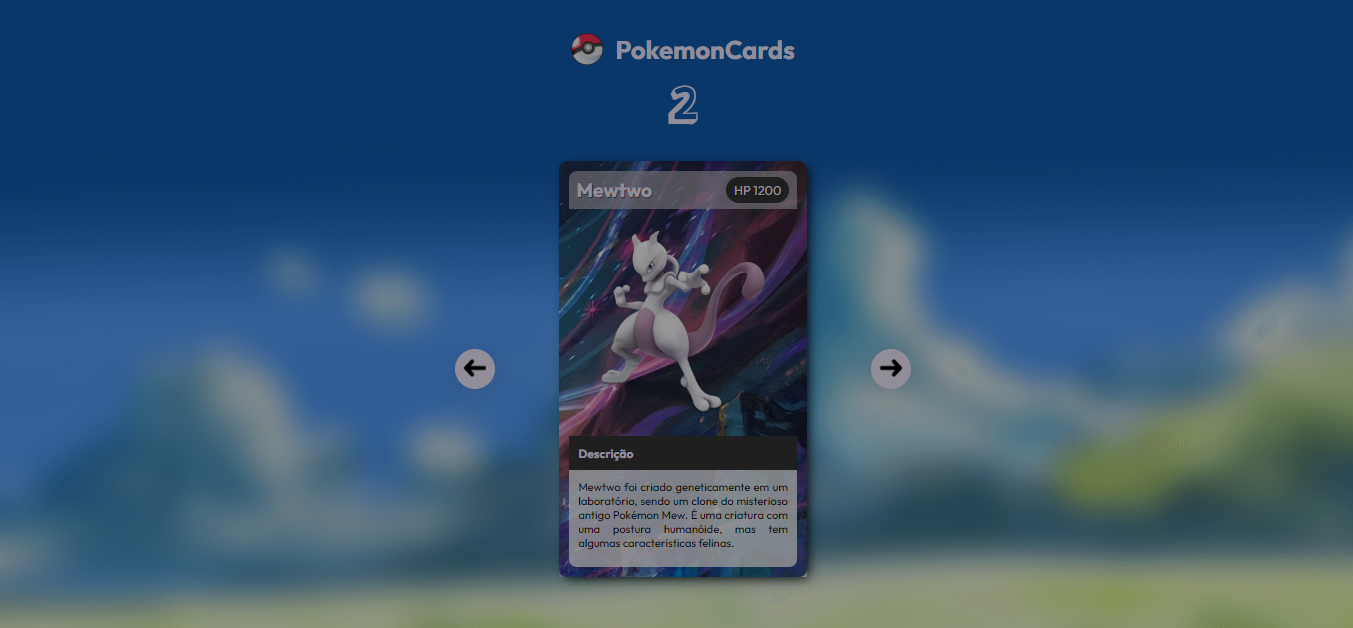 PokemonCards
2
Mewtwo
HP 1200
Descrição
Mewtwo foi criado geneticamente em um
laboratório, sendo um clone do misterioso
antigo Pokémon Mew. É uma criatura com
uma postura humanóide, mas tem
algumas características felinas.